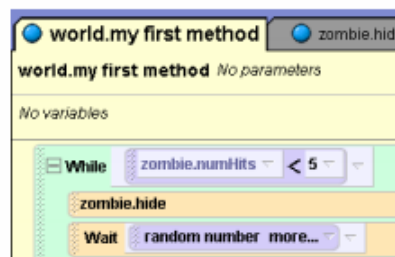 world.my first method zombie.hid
world.my first method No parameters
No variables
While zombie.numHits < 5
zombie.hide
Wait random number more...